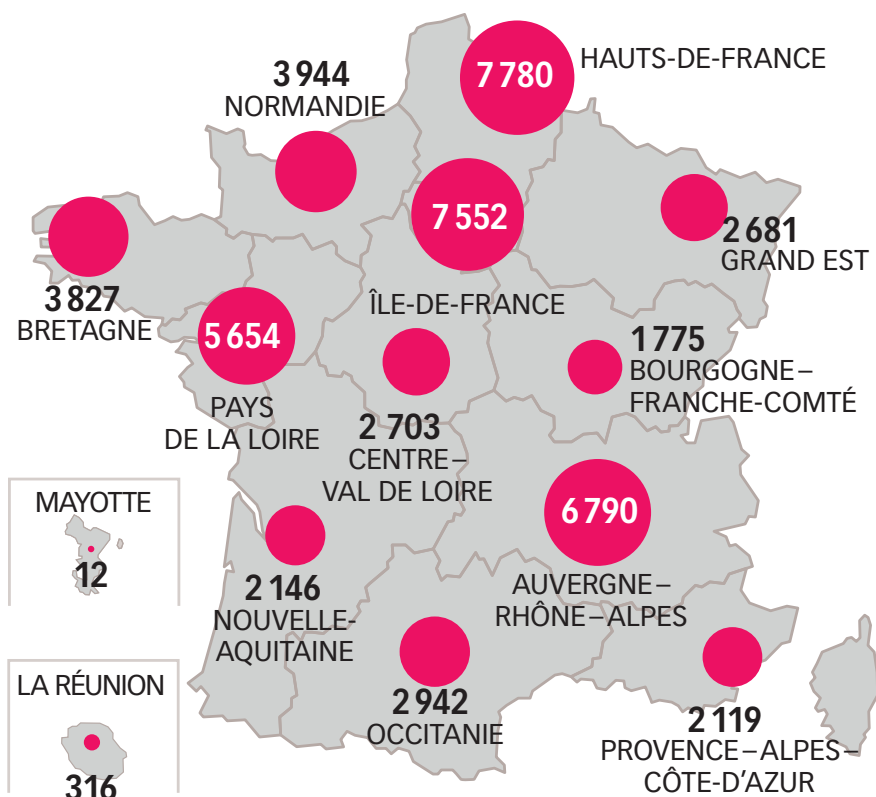 7 780
HAUTS-DE-FRANCE
3 944
NORMANDIE
7 552
ÎLE-DE-FRANCE
2 681
GRAND EST
3 827
BRETAGNE
5 654
PAYS
DE LA LOIRE
2 703
CENTRE–
VAL DE LOIRE
1 775
BOURGOGNE–
FRANCHE-COMTÉ
6 790
AUVERGNE–
RHÔNE–ALPES
MAYOTTE
12
2 146
NOUVELLE-
AQUITAINE
2 942
OCCITANIE
2 119
PROVENCE–ALPES–
CÔTE-D'AZUR
LA RÉUNION
316